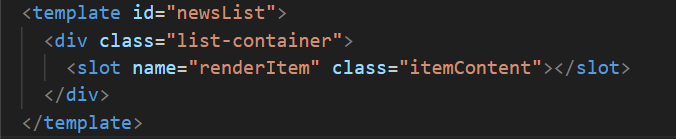 <template id="newsList">
<div class="list-container">
<slot name="renderItem" class="itemContent"></slot>
</div>
</template>